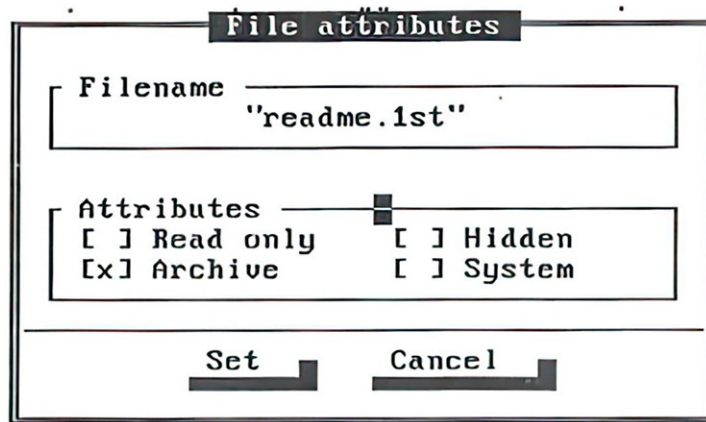 File attributes
Filename
"readme.1st"
Attributes
[ ] Read only [ ] Hidden
[x] Archive [ ] System
Set Cancel